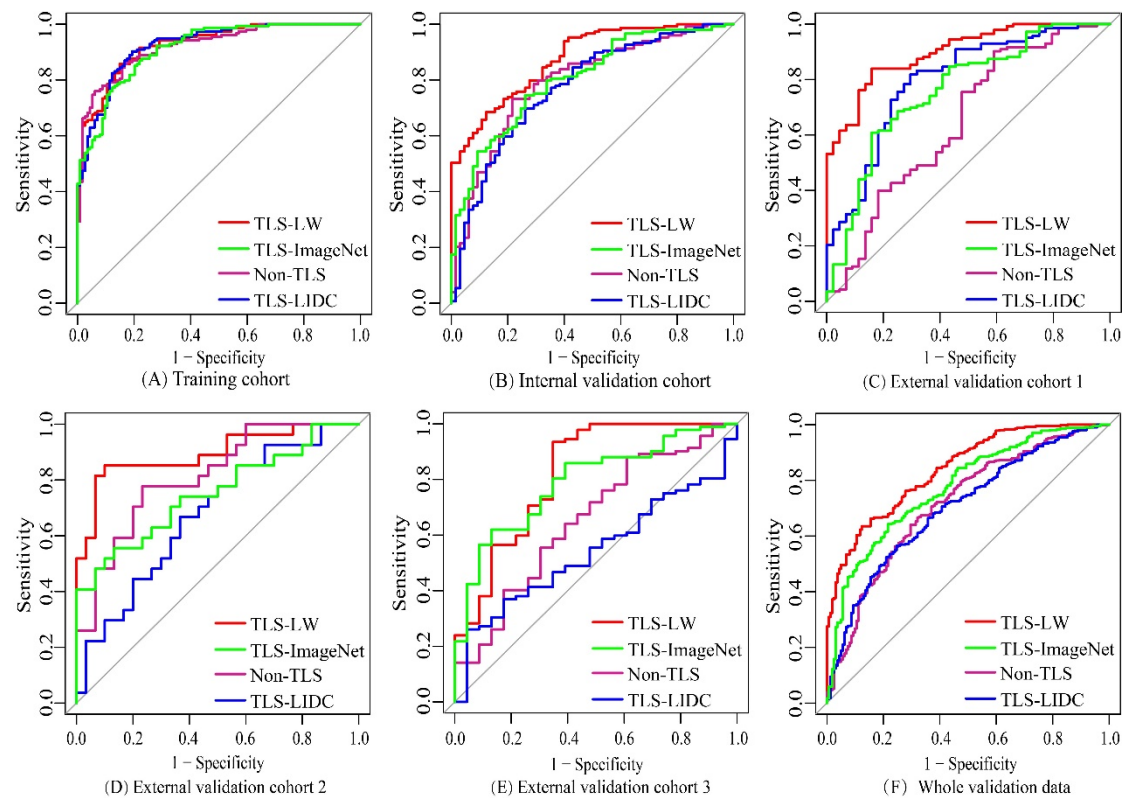 1.0
0.8
0.6
0.4
0.2
0.0
Sensitivity
TLS-LW
TLS-ImageNet
Non-TLS
TLS-LIDC
0.0 0.2 0.4 0.6 0.8 1.0
1 − Specificity
(A) Training cohort
1.0
0.8
0.6
0.4
0.2
0.0
Sensitivity
TLS-LW
TLS-ImageNet
Non-TLS
TLS-LIDC
0.0 0.2 0.4 0.6 0.8 1.0
1 − Specificity
(B) Internal validation cohort
1.0
0.8
0.6
0.4
0.2
0.0
Sensitivity
TLS-LW
TLS-ImageNet
Non-TLS
TLS-LIDC
0.0 0.2 0.4 0.6 0.8 1.0
1 − Specificity
(C) External validation cohort 1
1.0
0.8
0.6
0.4
0.2
0.0
Sensitivity
TLS-LW
TLS-ImageNet
Non-TLS
TLS-LIDC
0.0 0.2 0.4 0.6 0.8 1.0
1 − Specificity
(D) External validation cohort 2
1.0
0.8
0.6
0.4
0.2
0.0
Sensitivity
TLS-LW
TLS-ImageNet
Non-TLS
TLS-LIDC
0.0 0.2 0.4 0.6 0.8 1.0
1 − Specificity
(E) External validation cohort 3
1.0
0.8
0.6
0.4
0.2
0.0
Sensitivity
TLS-LW
TLS-ImageNet
Non-TLS
TLS-LIDC
0.0 0.2 0.4 0.6 0.8 1.0
1 − Specificity
(F) Whole validation data